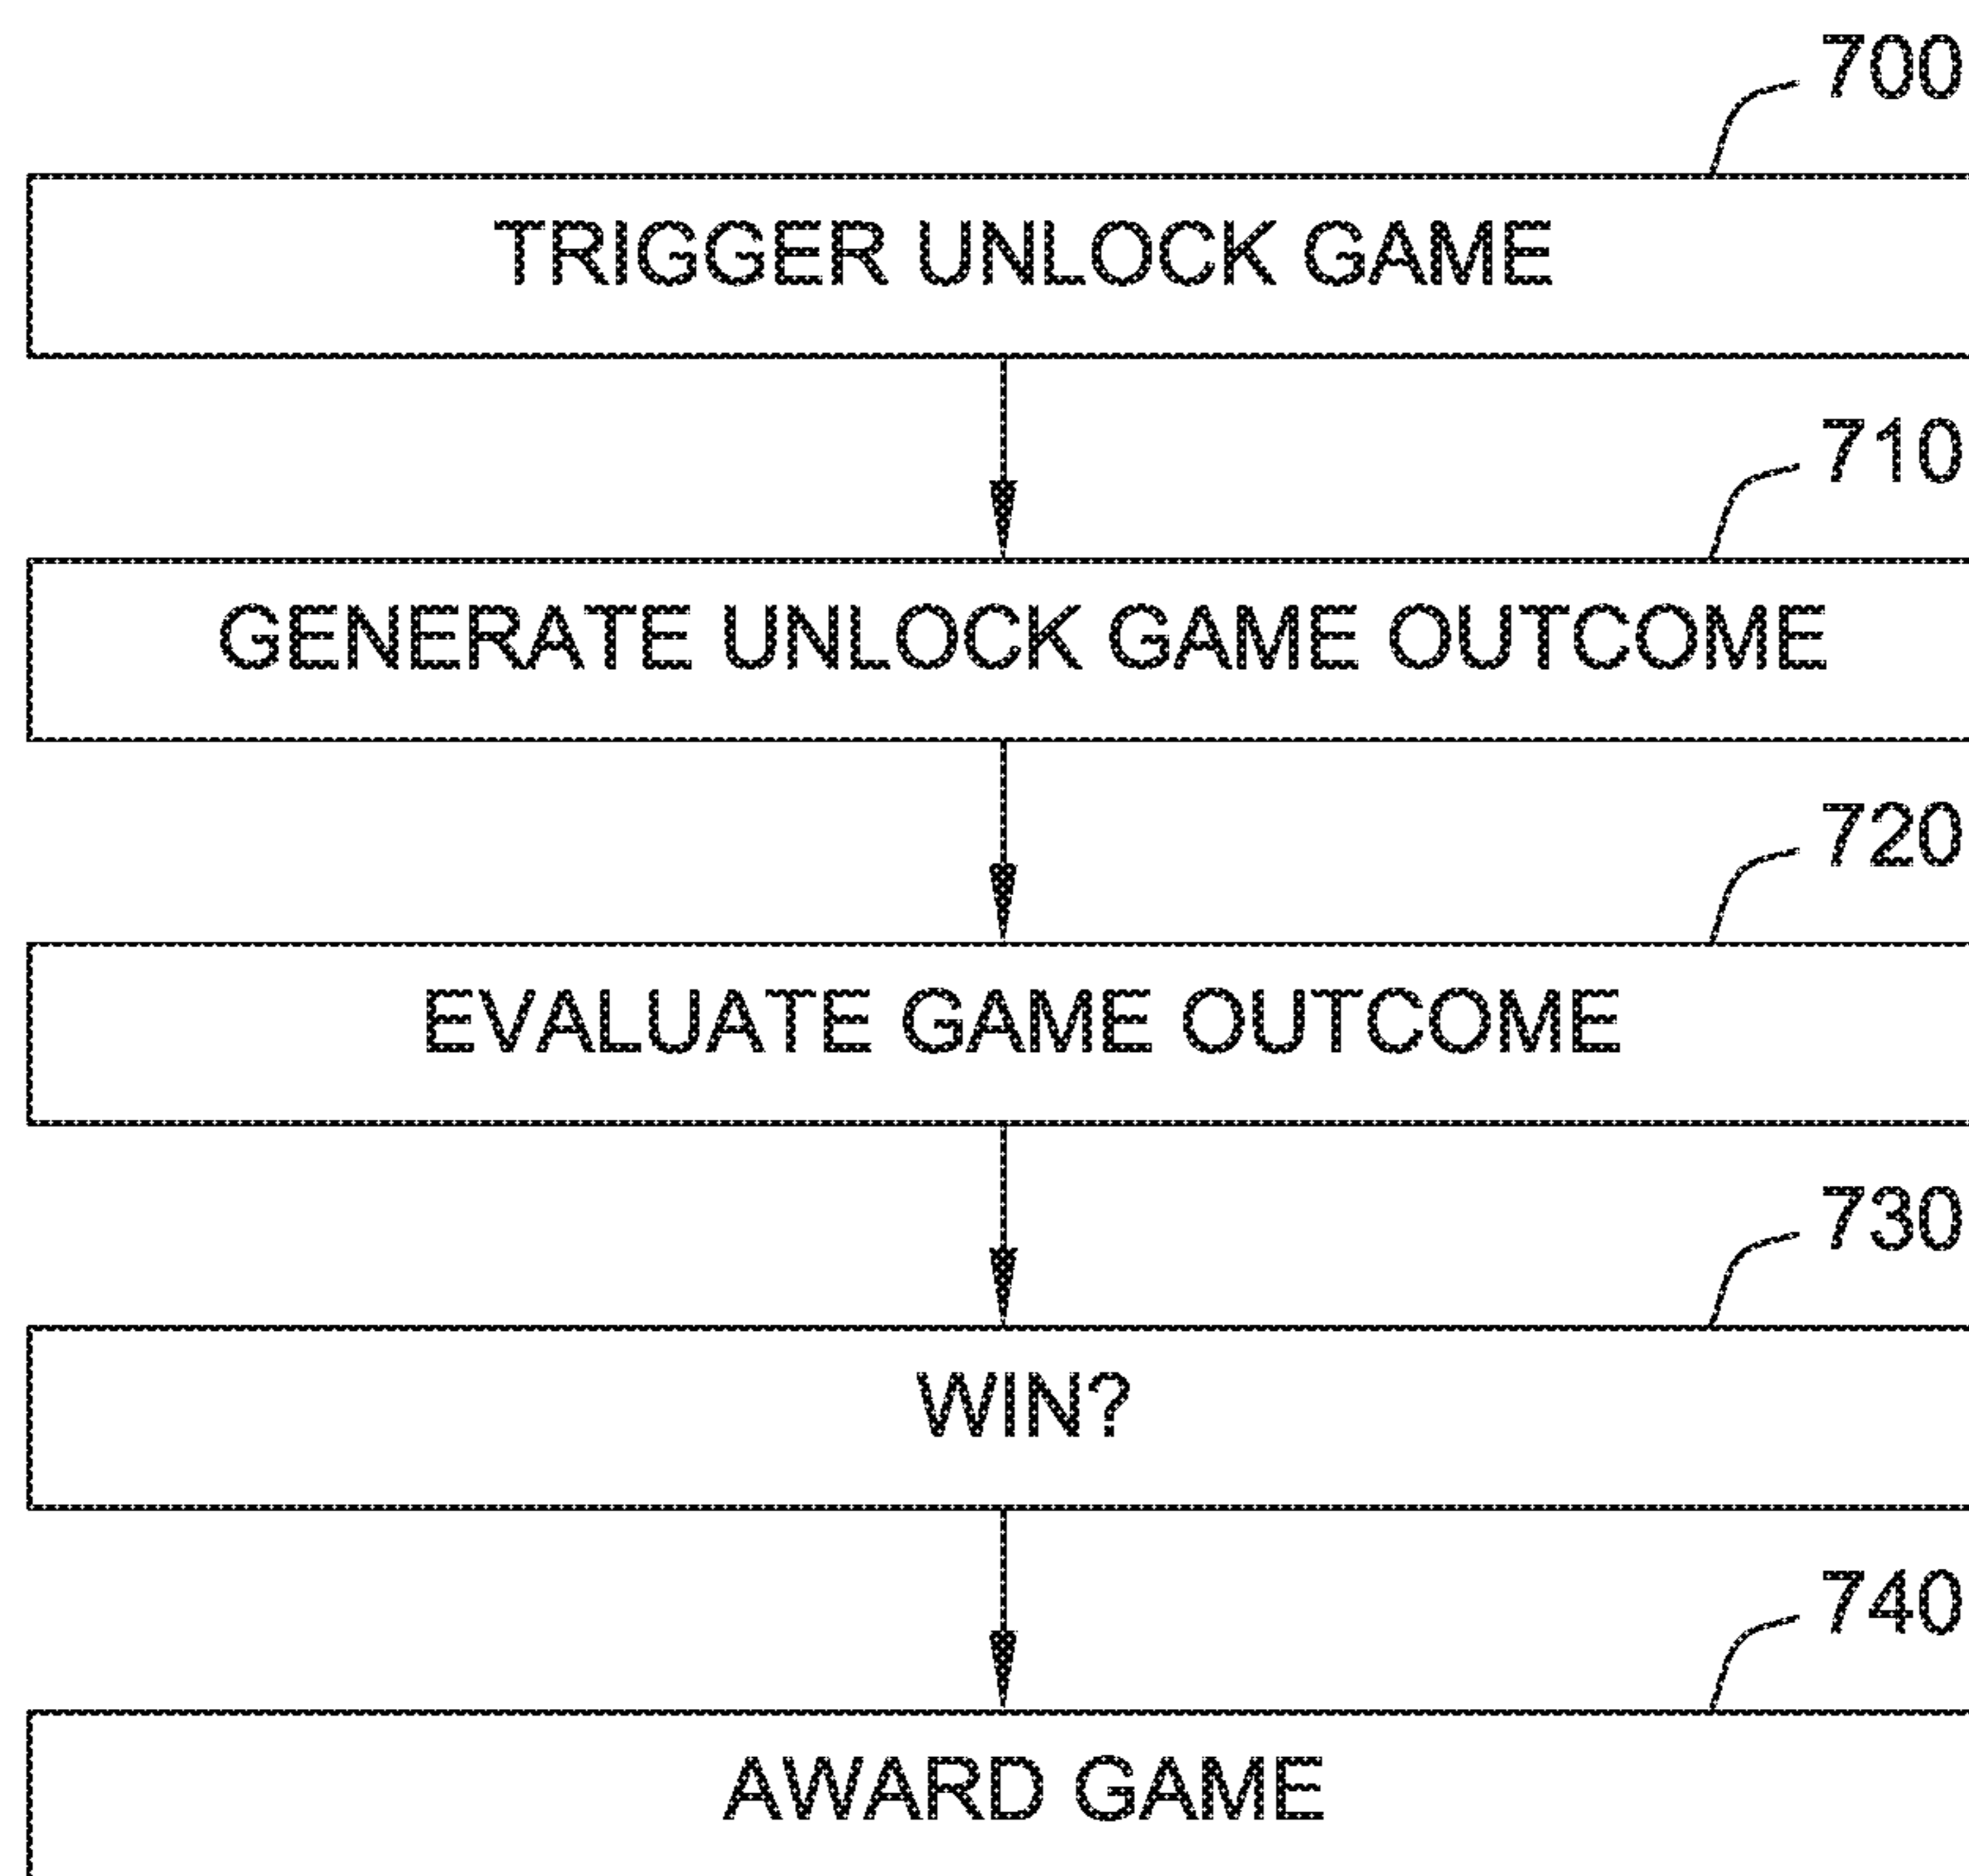 700
TRIGGER UNLOCK GAME
710
GENERATE UNLOCK GAME OUTCOME
720
EVALUATE GAME OUTCOME
730
WIN?
740
AWARD GAME